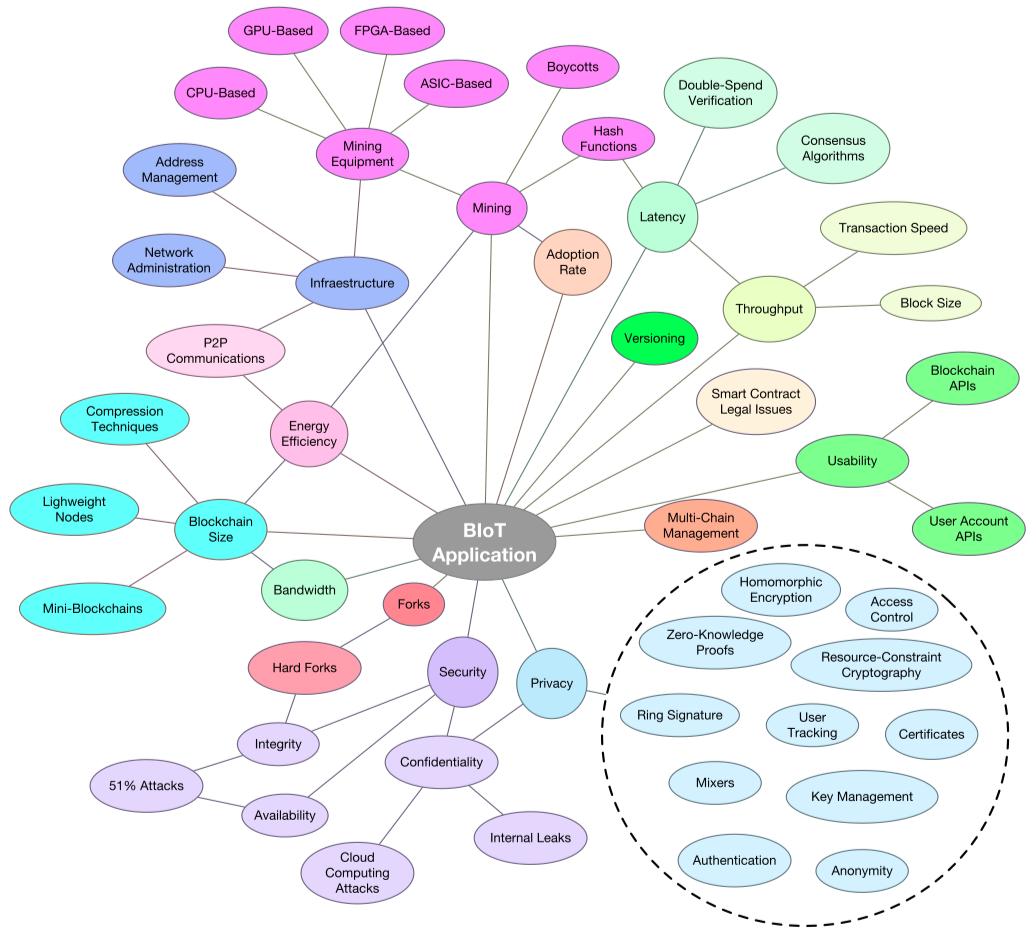 GPU-Based
FPGA-Based
Boycotts
CPU-Based
ASIC-Based
Double-Spend
Verification
Hash
Functions
Consensus
Algorithms
Mining
Equipment
Address
Management
Mining
Latency
Transaction Speed
Network
Administration
Adoption
Rate
Infraestructure
Block Size
Throughput
P2P
Communications
Versioning
Blockchain
APIs
Smart Contract
Legal Issues
Compression
Techniques
Energy
Efficiency
Usability
Lighweight
Nodes
Blockchain
Size
User Account
APIs
Multi-Chain
Management
BIoT
Application
Bandwidth
Mini-Blockchains
Forks
Homomorphic
Encryption
Access
Control
Zero-Knowledge
Proofs
Resource-Constraint
Cryptography
Hard Forks
Security
Privacy
Ring Signature
User
Tracking
Certificates
Integrity
Confidentiality
51% Attacks
Mixers
Key Management
Availability
Internal Leaks
Cloud
Computing
Attacks
Authentication
Anonymity